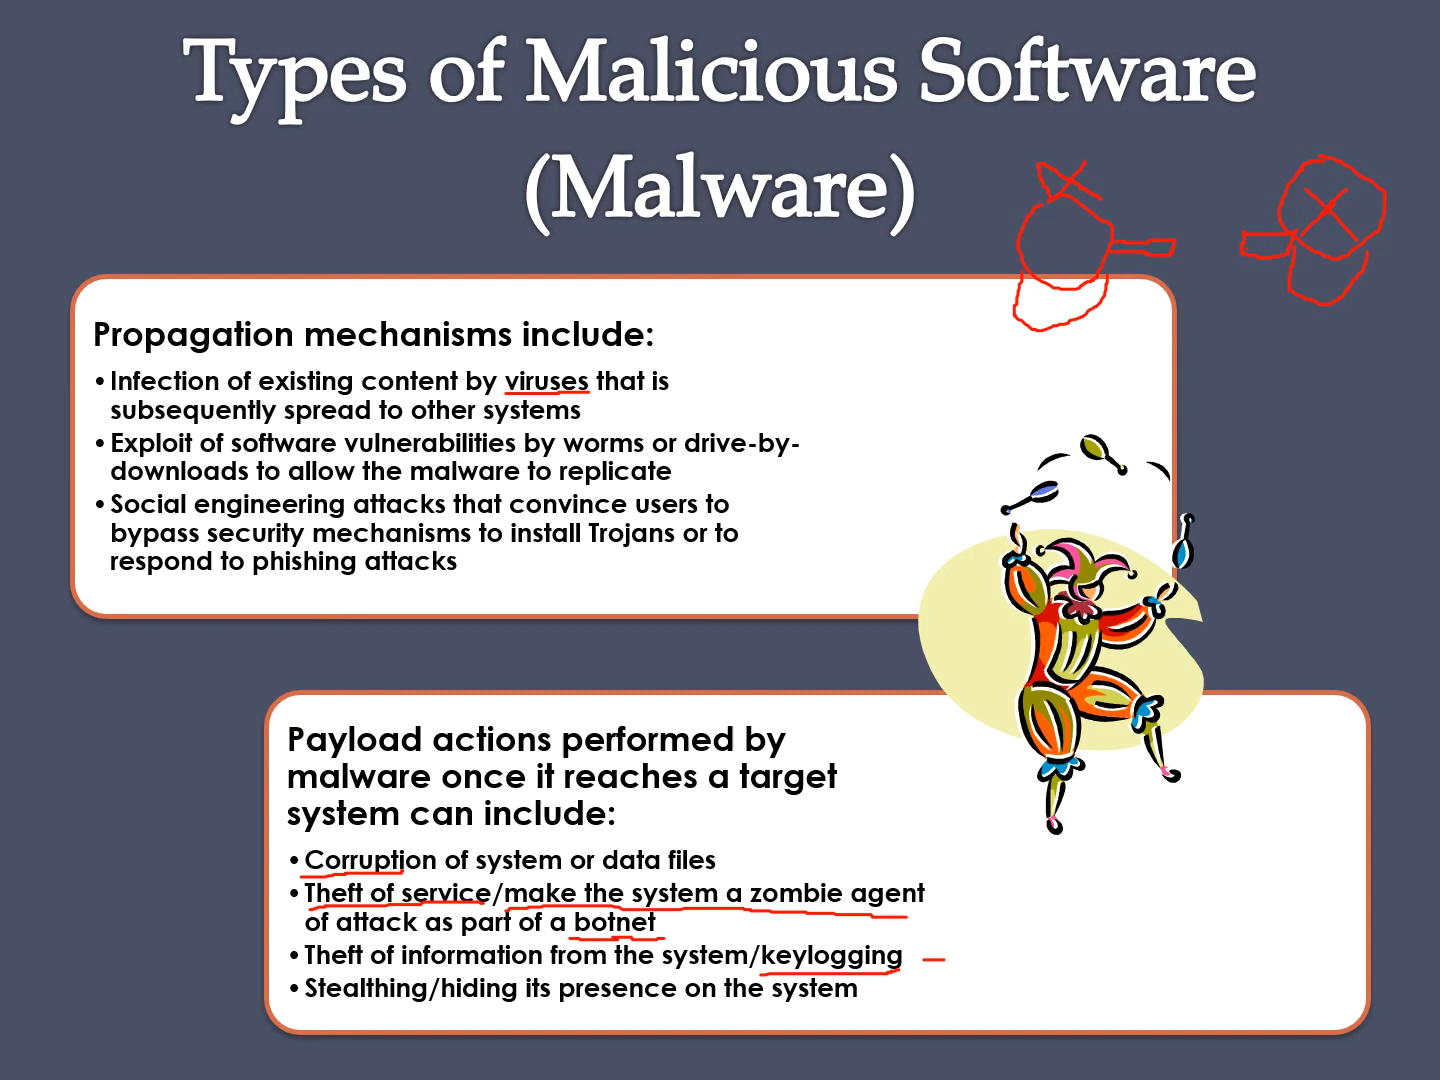 Types of Malicious Software
(Malware)
Propagation mechanisms include:
•Infection of existing content by viruses that is
subsequently spread to other systems
•Exploit of software vulnerabilities by worms or drive-by-
downloads to allow the malware to replicate
•Social engineering attacks that convince users to
bypass security mechanisms to install Trojans or to
respond to phishing attacks
Payload actions performed by
malware once it reaches a target
system can include:
•Corruption of system or data files
•Theft of service/make the system a zombie agent
of attack as part of a botnet
•Theft of information from the system/keylogging
•Stealthing/hiding its presence on the system